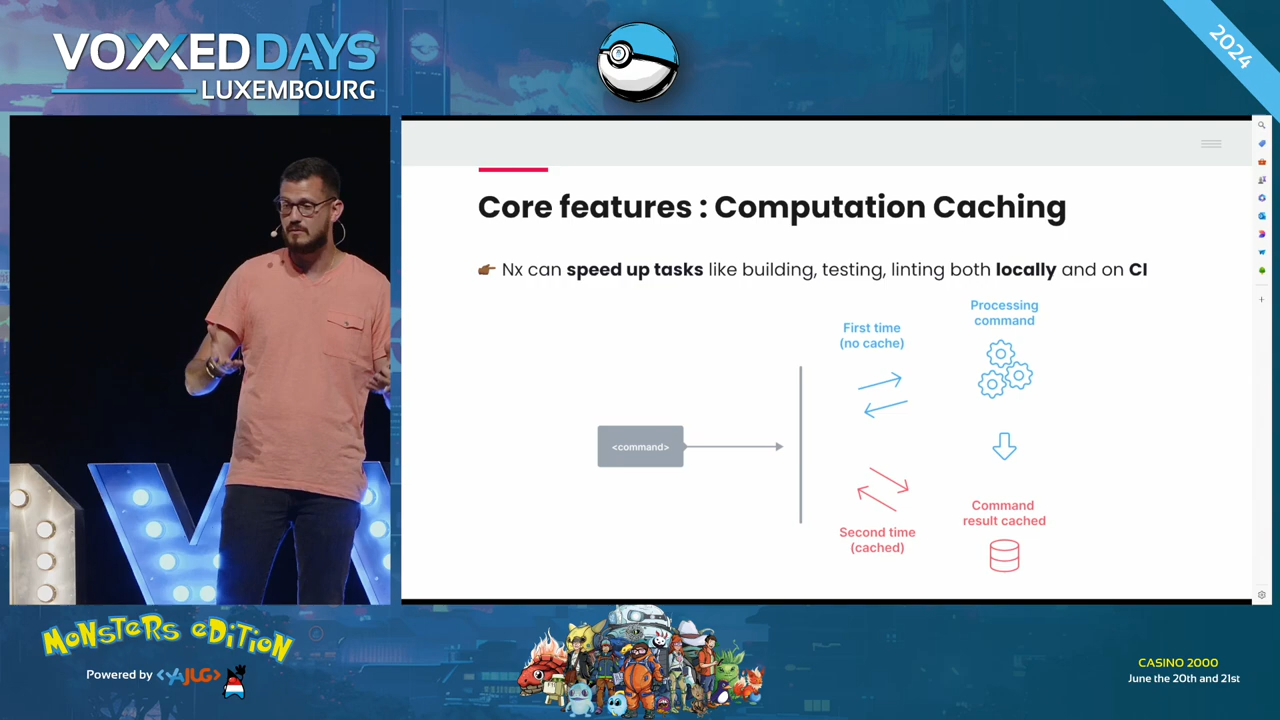 VOXXED DAYS
LUXEMBOURG
2024
Core features : Computation Caching
Nx can speed up tasks like building, testing, linting both locally and on CI
Processing
command
First time
(no cache)
<command>
Command
result cached
Second time
(cached)
MONSTERS EDITION
Powered by <YAJUG>
CASINO 2000
June the 20th and 21st